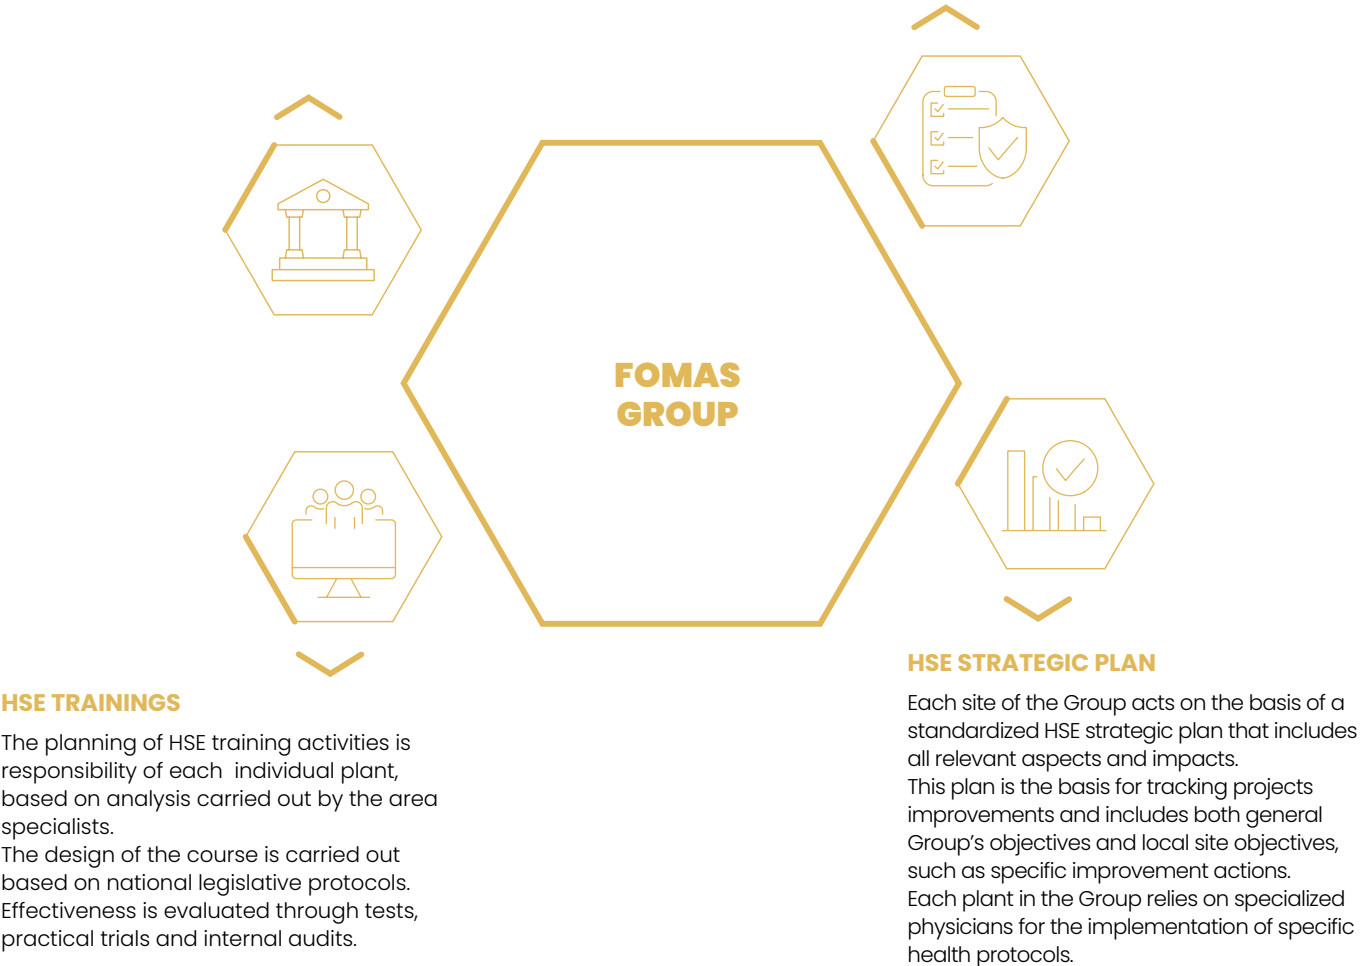 FOMAS
GROUP
HSE TRAININGS
The planning of HSE training activities is
responsibility of each  individual plant,
based on analysis carried out by the area
specialists.
The design of the course is carried out
based on national legislative protocols.
Effectiveness is evaluated through tests,
practical trials and internal audits.
HSE STRATEGIC PLAN
Each site of the Group acts on the basis of a
standardized HSE strategic plan that includes
all relevant aspects and impacts.
This plan is the basis for tracking projects
improvements and includes both general
Group’s objectives and local site objectives,
such as specific improvement actions.
Each plant in the Group relies on specialized
physicians for the implementation of specific
health protocols.